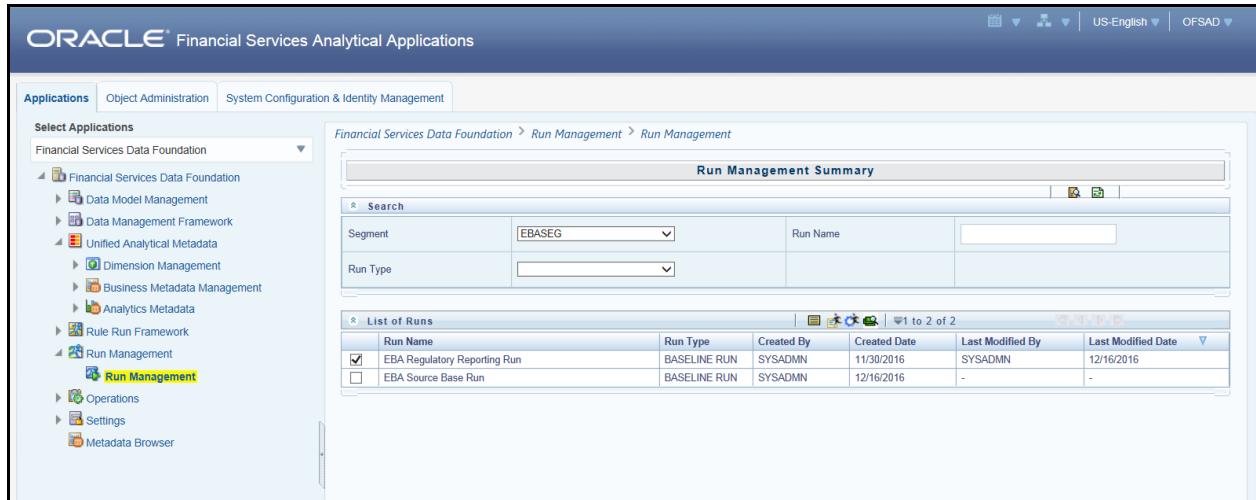 US-English OFSAD
ORACLE® Financial Services Analytical Applications
Applications Object Administration System Configuration & Identity Management
Select Applications
Financial Services Data Foundation
Financial Services Data Foundation
Data Model Management
Data Management Framework
Unified Analytical Metadata
Dimension Management
Business Metadata Management
Analytics Metadata
Rule Run Framework
Run Management
Run Management
Operations
Settings
Metadata Browser
Financial Services Data Foundation > Run Management > Run Management
Run Management Summary
Search
Segment EBASEG Run Name
Run Type
List of Runs 1 to 2 of 2
Run Name Run Type Created By Created Date Last Modified By Last Modified Date
EBA Regulatory Reporting Run BASELINE RUN SYSADMN 11/30/2016 SYSADMN 12/16/2016
EBA Source Base Run BASELINE RUN SYSADMN 12/16/2016 - -